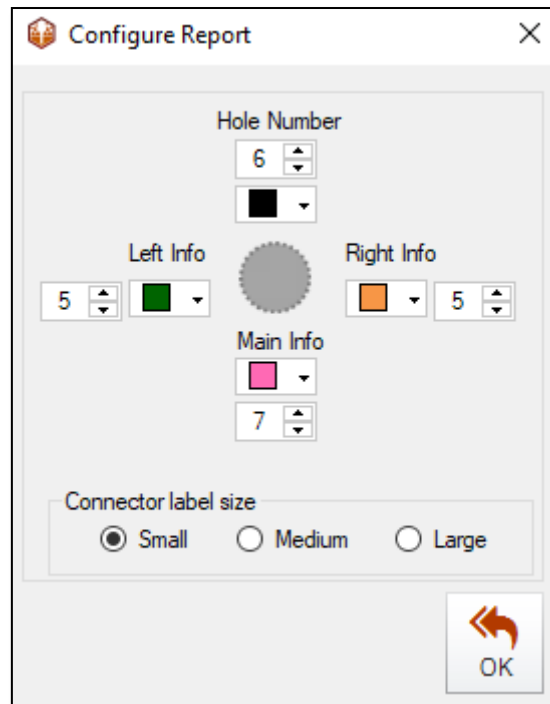 Configure Report
Hole Number
6
Left Info
Right Info
5
5
Main Info
7
Connector label size
Small
Medium
Large
OK